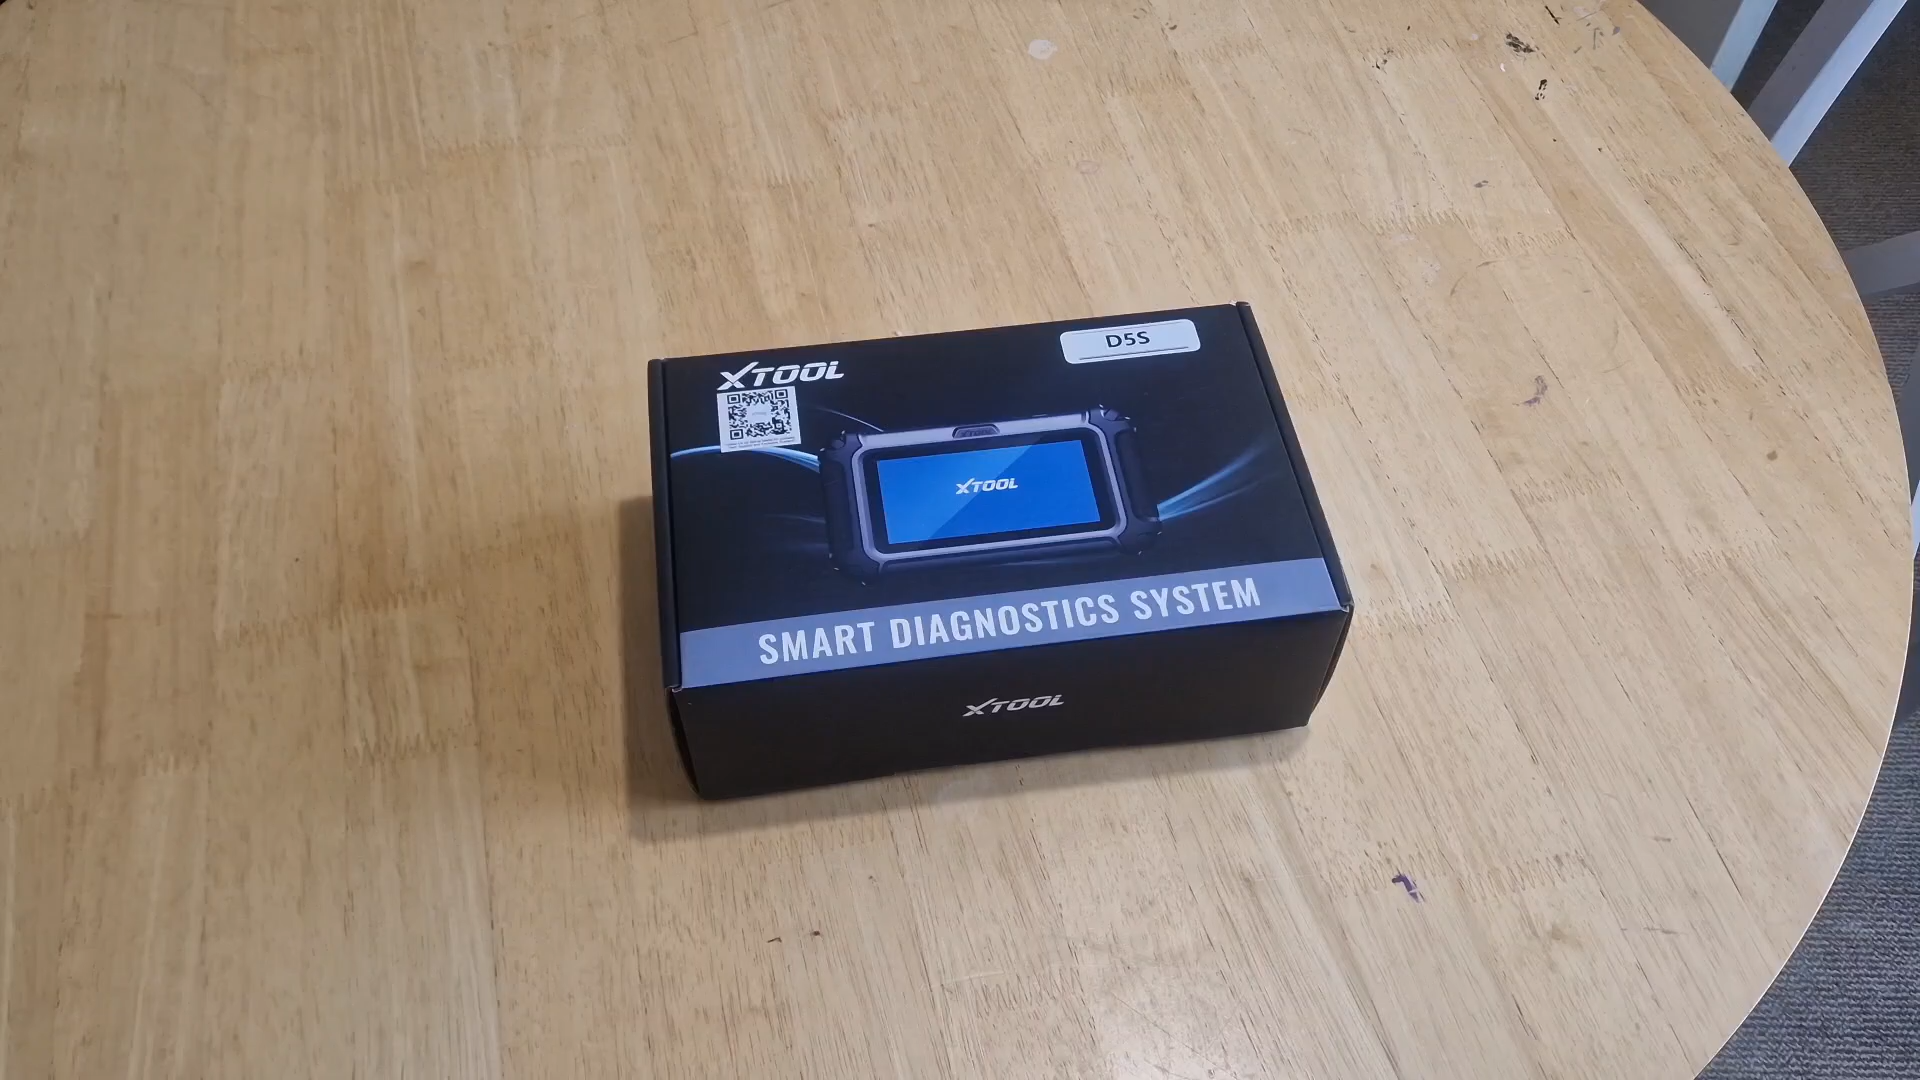 XTOOL
D5S
XTOOL
SMART DIAGNOSTICS SYSTEM
XTOOL